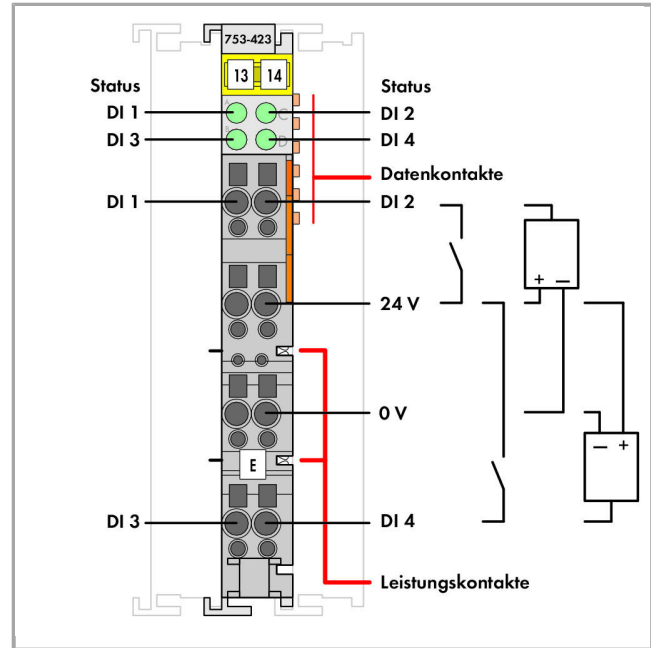 753-423
13 14
Status Status
A C
DI 1 DI 2
B D
DI 3 DI 4
Datenkontakte
DI 1 DI 2
+ −
24 V
0 V
− +
E
DI 3 DI 4
Leistungskontakte